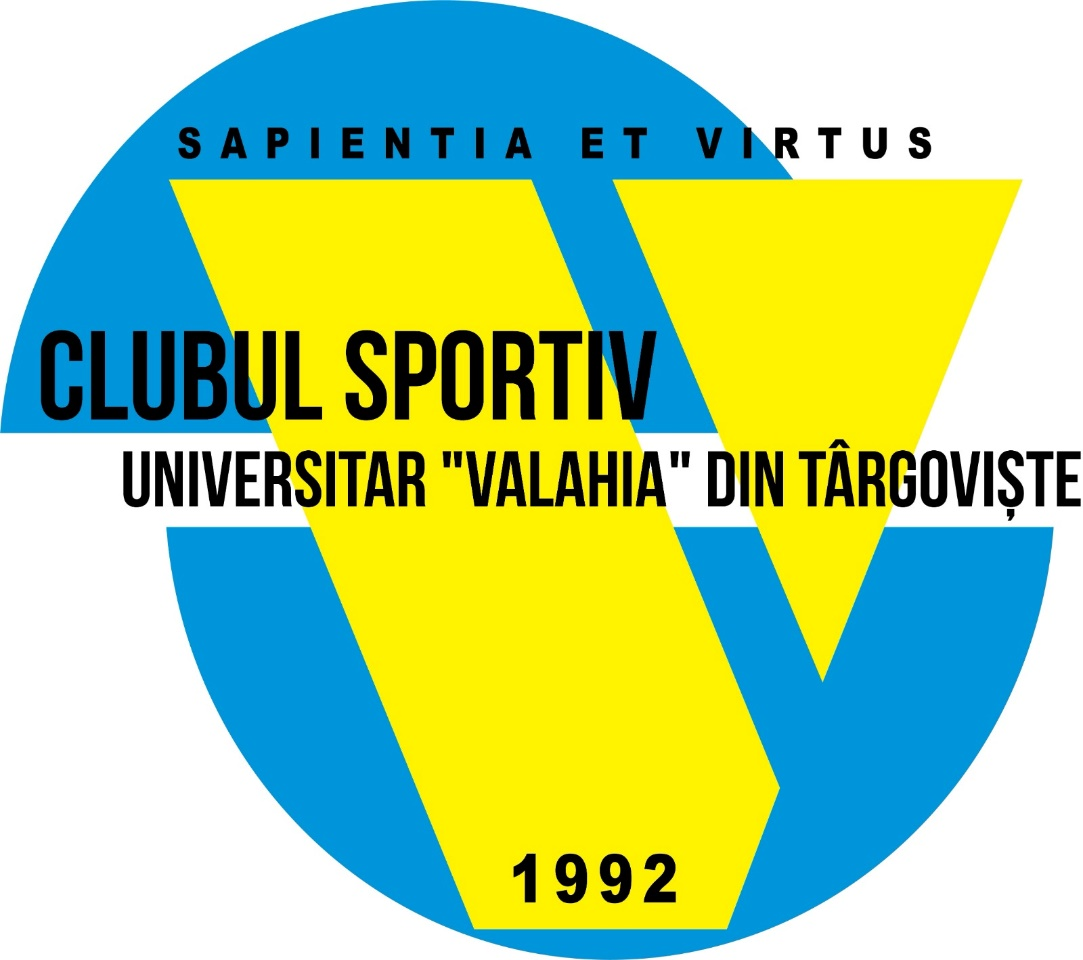 SAPIENTIA ET VIRTUS
CLUBUL SPORTIV
UNIVERSITAR "VALAHIA" DIN TÂRGOVIȘTE
1992